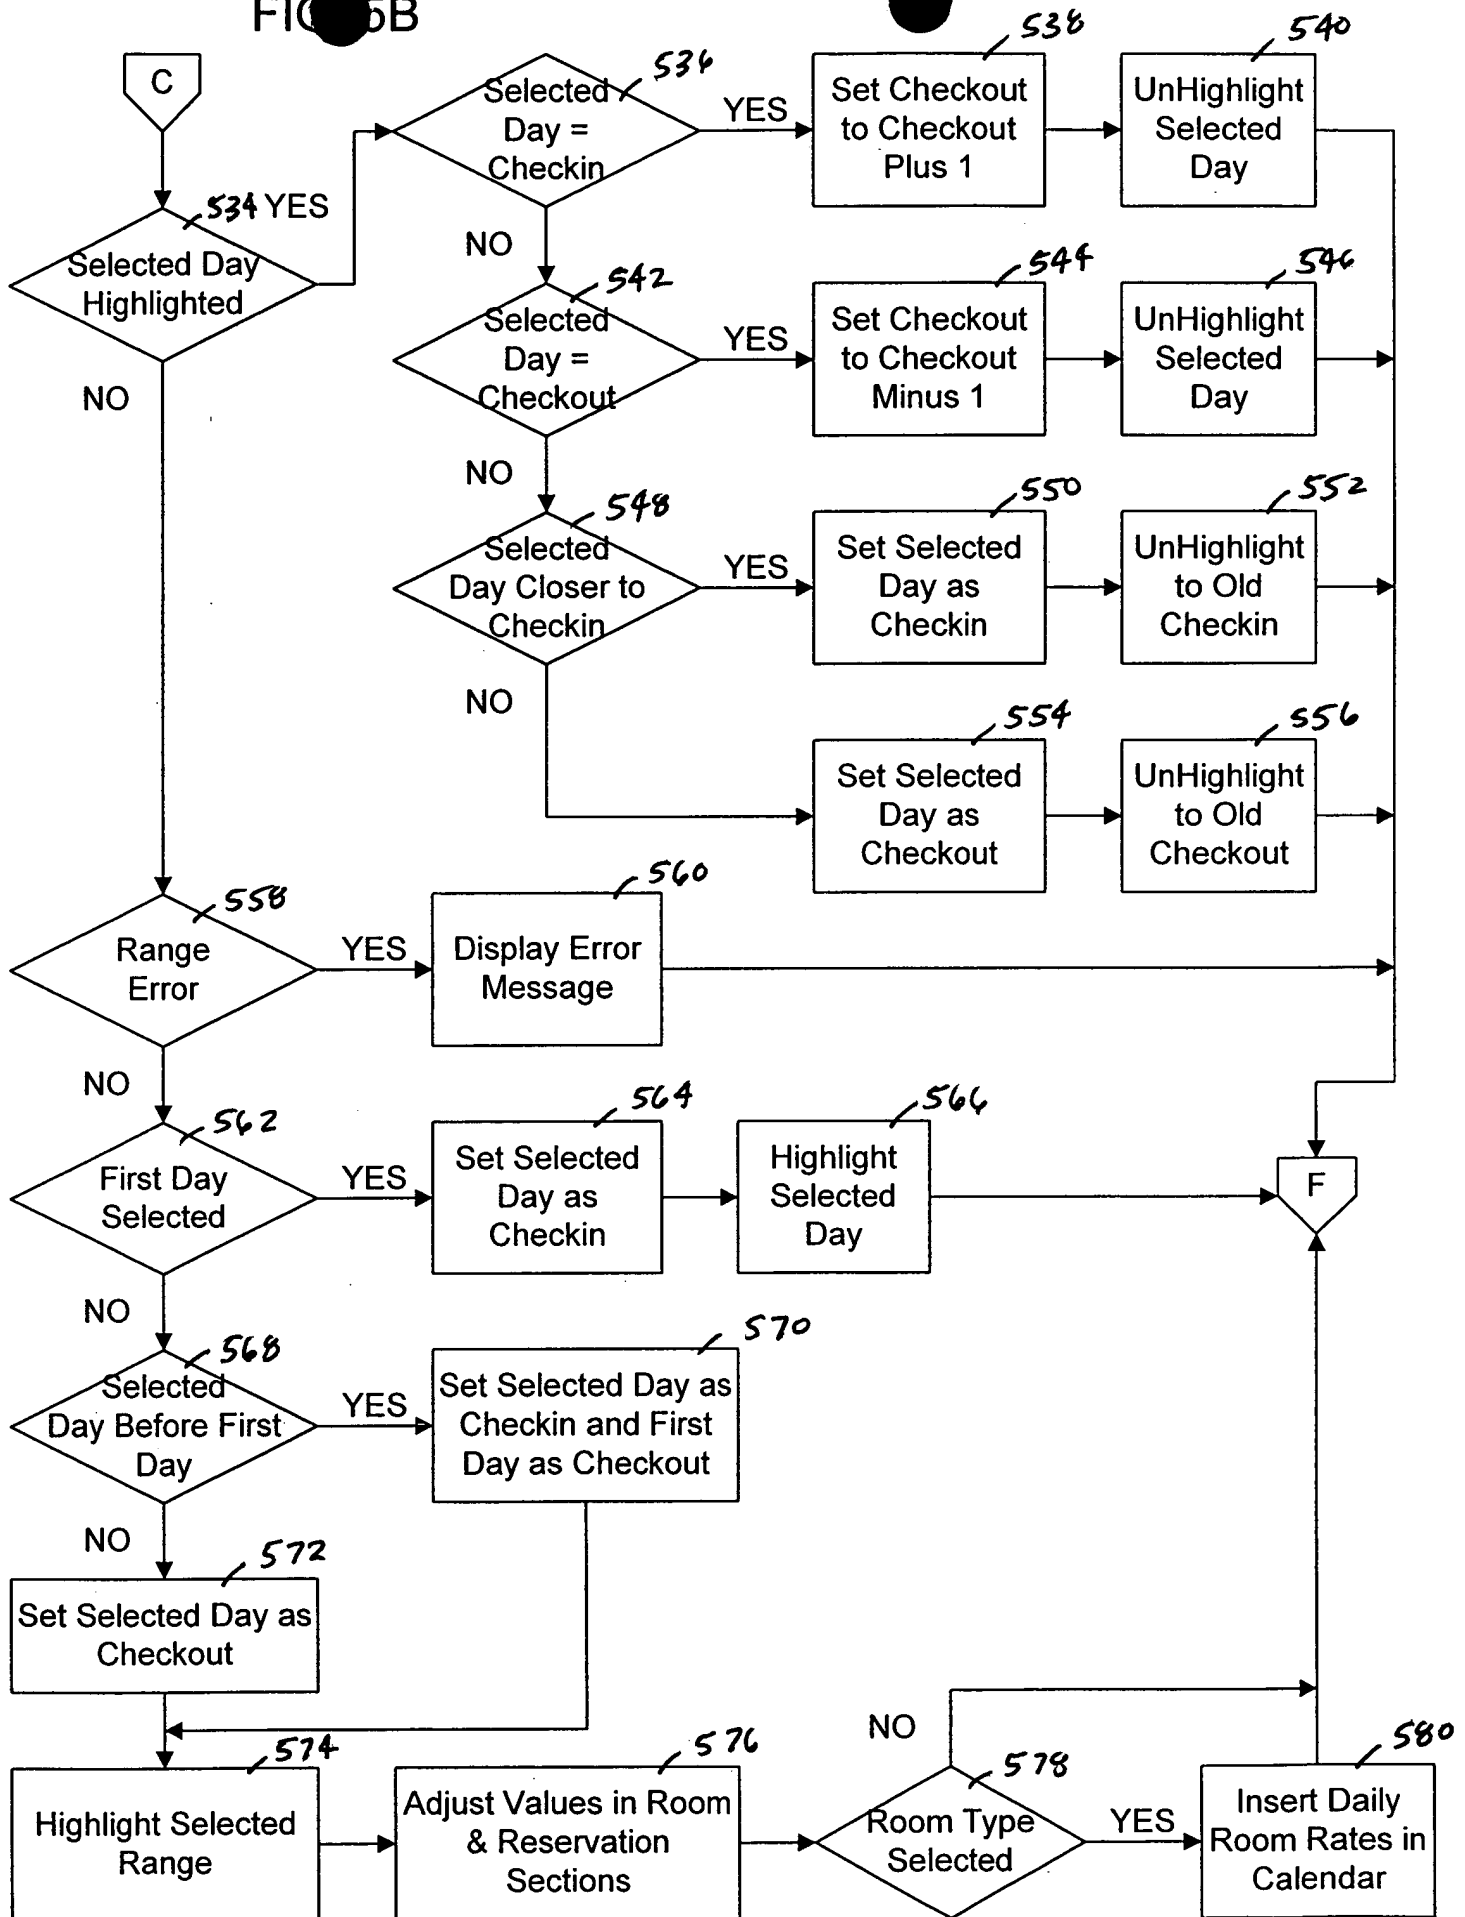 5B
C
534
YES
Selected Day
Highlighted
NO
536
Selected
Day =
Checkin
YES
538
Set Checkout
to Checkout
Plus 1
540
UnHighlight
Selected
Day
NO
542
Selected
Day =
Checkout
YES
544
Set Checkout
to Checkout
Minus 1
546
UnHighlight
Selected
Day
NO
548
Selected
Day Closer to
Checkin
YES
550
Set Selected
Day as
Checkin
552
UnHighlight
to Old
Checkin
NO
554
Set Selected
Day as
Checkout
556
UnHighlight
to Old
Checkout
558
Range
Error
YES
560
Display Error
Message
NO
562
First Day
Selected
YES
564
Set Selected
Day as
Checkin
566
Highlight
Selected
Day
F
NO
568
Selected
Day Before First
Day
YES
570
Set Selected Day as
Checkin and First
Day as Checkout
NO
572
Set Selected Day as
Checkout
574
Highlight Selected
Range
576
Adjust Values in Room
& Reservation
Sections
NO
578
Room Type
Selected
YES
580
Insert Daily
Room Rates in
Calendar